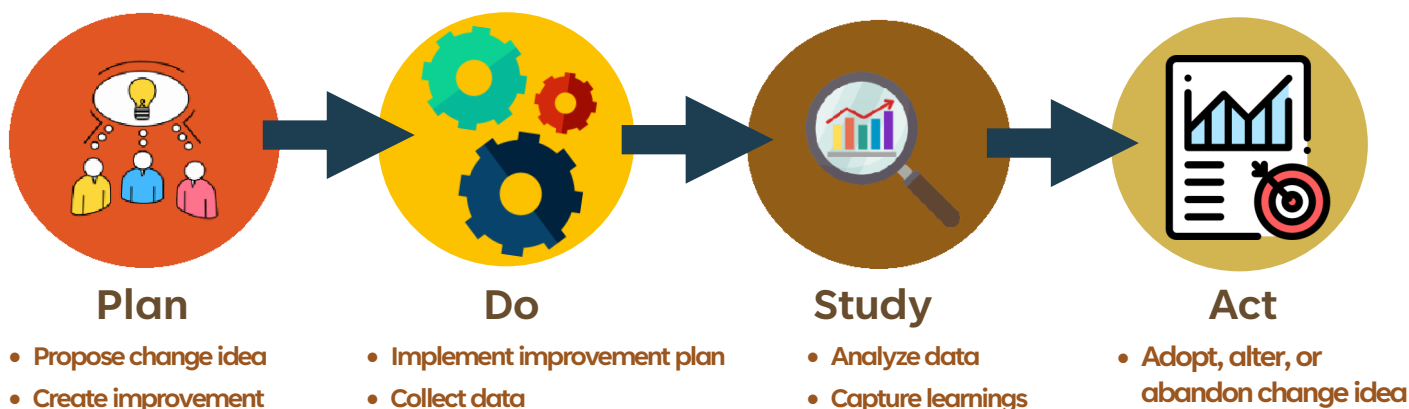 Plan
• Propose change idea
• Create improvement
Do
• Implement improvement plan
• Collect data
Study
• Analyze data
• Capture learnings
Act
• Adopt, alter, or
abandon change idea